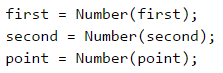 first = Number(first);
second = Number(second);
point = Number(point);